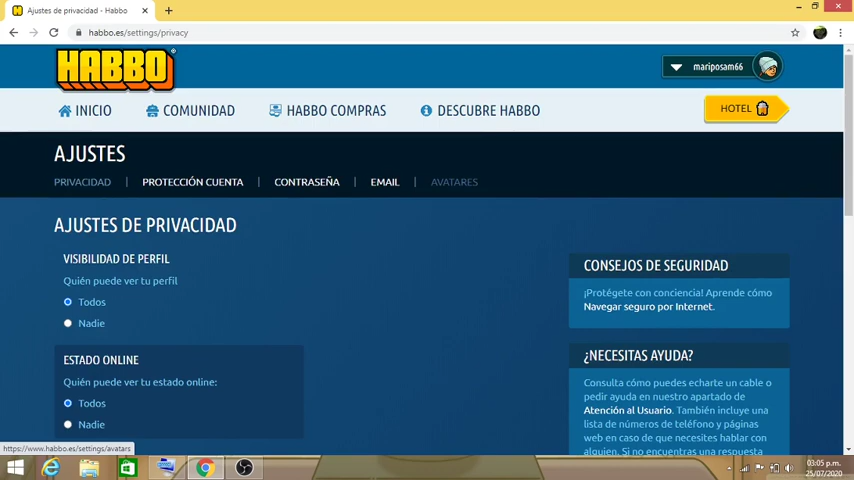 Ajustes de privacidad - Habbo
habbo.es/settings/privacy
HABBO
mariposam66
INICIO
COMUNIDAD
HABBO COMPRAS
DESCUBRE HABBO
HOTEL
AJUSTES
PRIVACIDAD | PROTECCIÓN CUENTA | CONTRASEÑA | EMAIL | AVATARES
AJUSTES DE PRIVACIDAD
VISIBILIDAD DE PERFIL
Quién puede ver tu perfil
Todos
Nadie
ESTADO ONLINE
Quién puede ver tu estado online:
Todos
Nadie
CONSEJOS DE SEGURIDAD
¡Protégete con conciencia! Aprende cómo
Navegar seguro por Internet.
¿NECESITAS AYUDA?
Consulta cómo puedes echarte un cable o
pedir ayuda en nuestro apartado de
Atención al Usuario. También incluye una
lista de números de teléfono y páginas
web en caso de que necesites hablar con
alguien. Si no encuentras una respuesta
https://www.habbo.es/settings/avatars
03:05 p.m.
25/07/2020